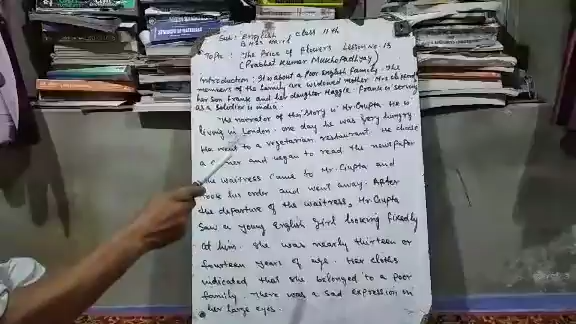 Sub: English Class 11th
Topic: The Price of flowers Lesson No: 13
(Prabhat Kumar Mukhopadhyay)
Introduction: It is about a Poor English family. The
members of the family are widowed mother Mrs
her Son Frank and her daughter Maggie. Frank is serving
as a Soldier in India.
The narrator of this Story is Mr. Gupta. He is
living in London. One day he was very hungry
He went to a vegetarian restaurant. He chose
a and began to read the newspaper
waitress came to Mr. Gupta and
took his order and went away. After
the departure of the waitress, Mr. Gupta
Saw a young English girl looking fixedly
at him. She was nearly thirteen or
fourteen years of age. Her clothes
indicated that she belonged to a poor
family. There was a Sad expression in
her large eyes.